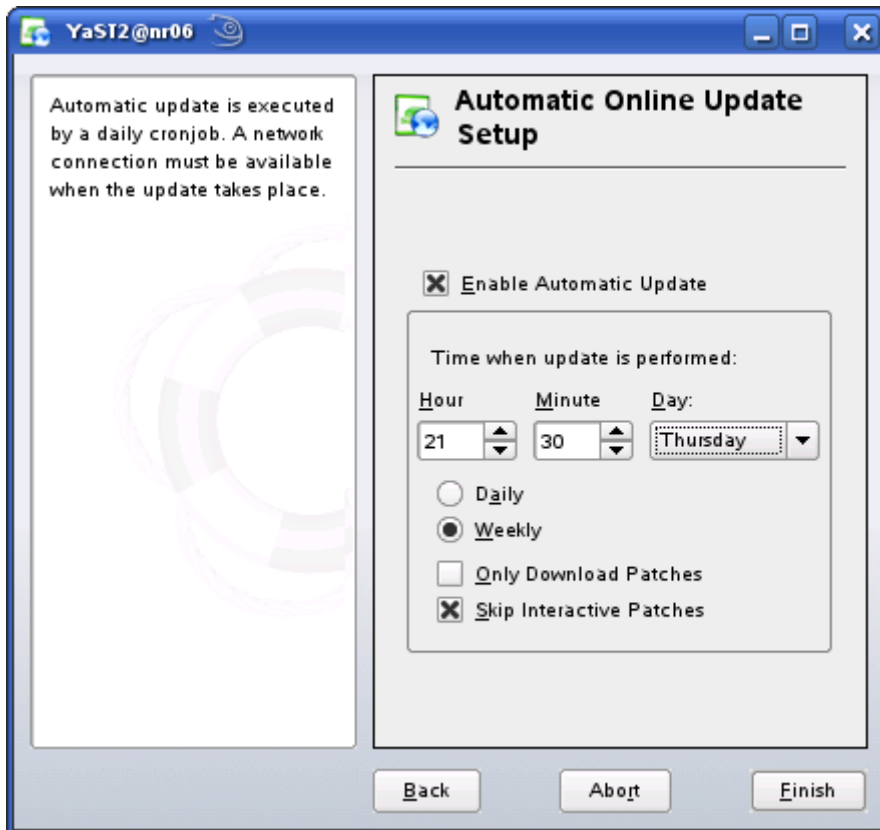 YaST2@nr06
Automatic update is executed
by a daily cronjob. A network
connection must be available
when the update takes place.
Automatic Online Update
Setup
Enable Automatic Update
Time when update is performed:
Hour Minute Day:
21 30 Thursday
Daily
Weekly
Only Download Patches
Skip Interactive Patches
Back Abort Finish